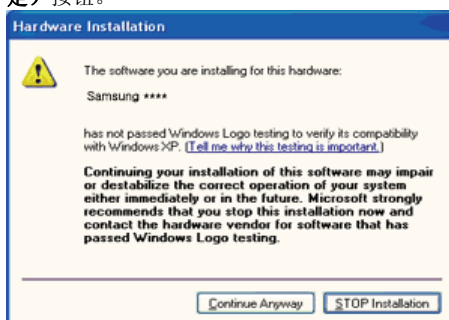 定）按钮。
Hardware Installation
The software you are installing for this hardware:
Samsung ****
has not passed Windows Logo testing to verify its compatibility
with Windows XP. (Tell me why this testing is important.)
Continuing your installation of this software may impair
or destabilize the correct operation of your system
either immediately or in the future. Microsoft strongly
recommends that you stop this installation now and
contact the hardware vendor for software that has
passed Windows Logo testing.
Continue Anyway STOP Installation